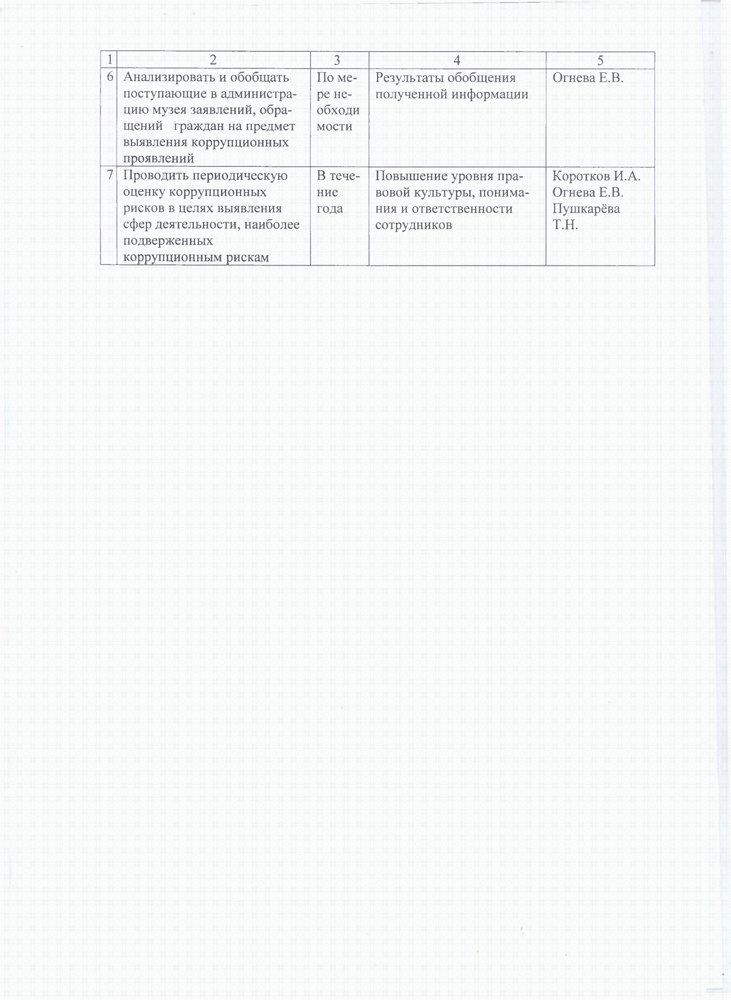 1 2 3 4 5
6 Анализировать и обобщать По ме- Результаты обобщения Огнева Е.В.
поступающие в администра- ре не- полученной информации
цию музея заявлений, обра- обходи
щений граждан на предмет мости
выявления коррупционных
проявлений
7 Проводить периодическую В тече- Повышение уровня пра- Коротков И.А.
оценку коррупционных ние вовой культуры, понима- Огнева Е.В.
рисков в целях выявления года ния и ответственности Пушкарёва
сфер деятельности, наиболее сотрудников Т.Н.
подверженных
коррупционным рискам